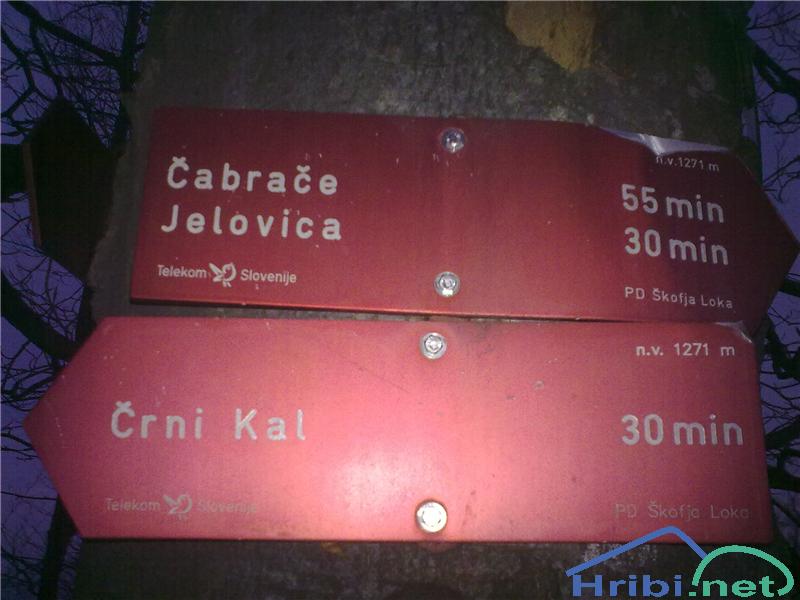 n.v. 1271 m
Čabrače 55 min
Jelovica 30 min
Telekom Slovenije
PD Škofja Loka
n.v. 1271 m
Črni Kal 30 min
Telekom Slovenije
PD Škofja Loka
Hribi.net